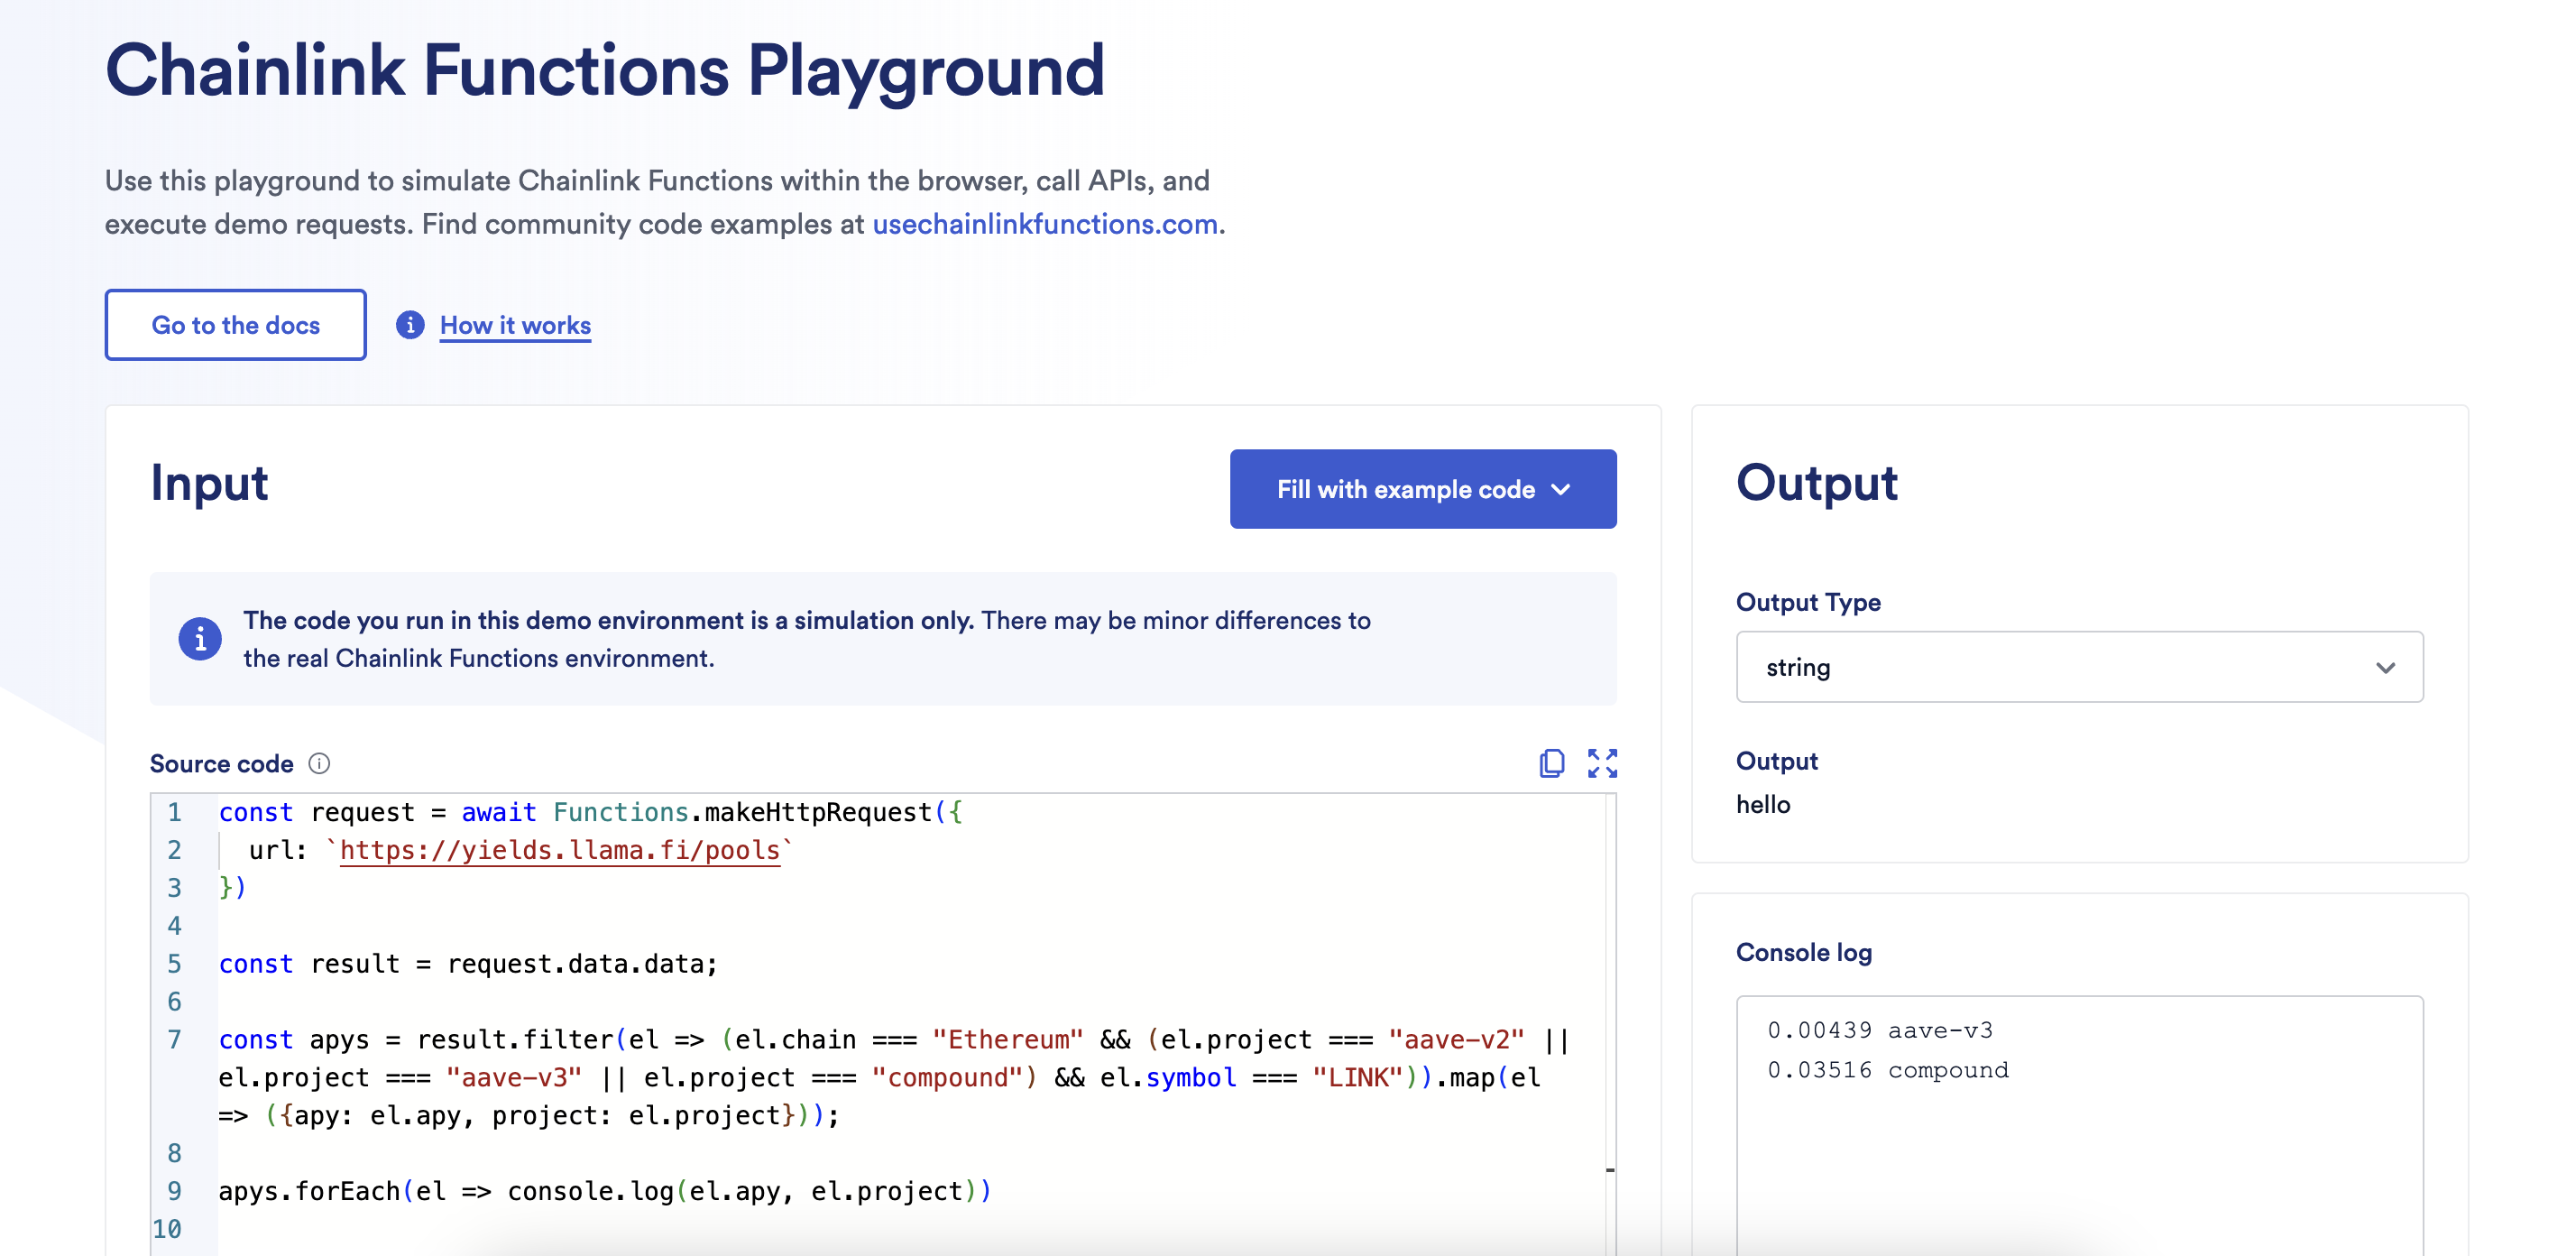 Chainlink Functions Playground
Use this playground to simulate Chainlink Functions within the browser, call APIs, and
execute demo requests. Find community code examples at usechainlinkfunctions.com.
Go to the docs
How it works
Input
Fill with example code
The code you run in this demo environment is a simulation only. There may be minor differences to
the real Chainlink Functions environment.
Source code
1 const request = await Functions.makeHttpRequest({
2   url: `https://yields.llama.fi/pools`
3 })
4
5 const result = request.data.data;
6
7 const apys = result.filter(el => (el.chain === "Ethereum" && (el.project === "aave-v2" ||
el.project === "aave-v3" || el.project === "compound") && el.symbol === "LINK")).map(el
=> ({apy: el.apy, project: el.project}));
8
9 apys.forEach(el => console.log(el.apy, el.project))
10
Output
Output Type
string
Output
hello
Console log
0.00439 aave-v3
0.03516 compound